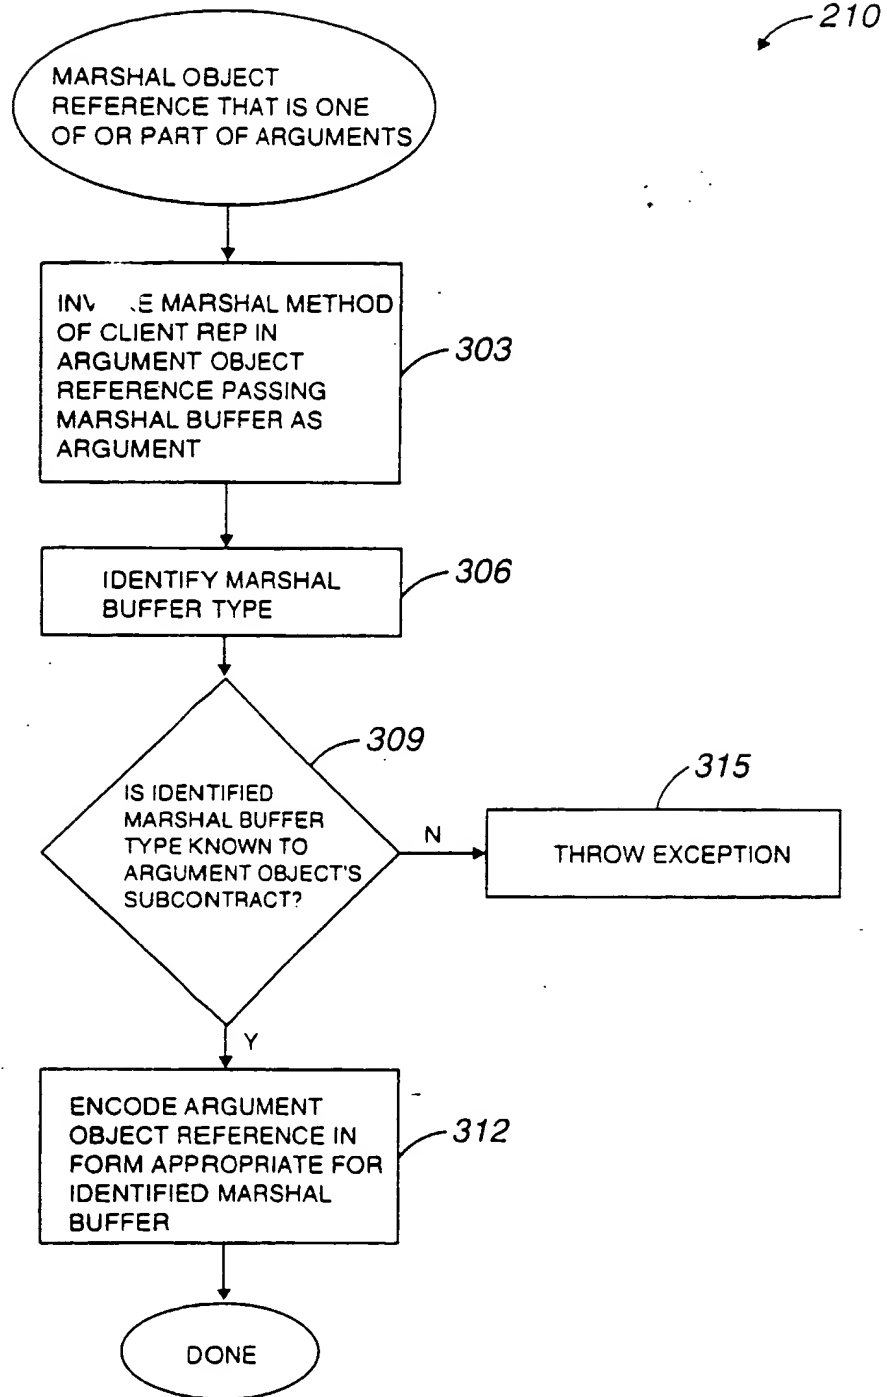 210
MARSHAL OBJECT
REFERENCE THAT IS ONE
OF OR PART OF ARGUMENTS
MARSHAL METHOD
OF CLIENT REP IN
ARGUMENT OBJECT
REFERENCE PASSING
MARSHAL BUFFER AS
ARGUMENT
303
IDENTIFY MARSHAL
BUFFER TYPE
306
309
IS IDENTIFIED
MARSHAL BUFFER
TYPE KNOWN TO
ARGUMENT OBJECT'S
SUBCONTRACT?
N
315
THROW EXCEPTION
Y
ENCODE ARGUMENT
OBJECT REFERENCE IN
FORM APPROPRIATE FOR
IDENTIFIED MARSHAL
BUFFER
312
DONE